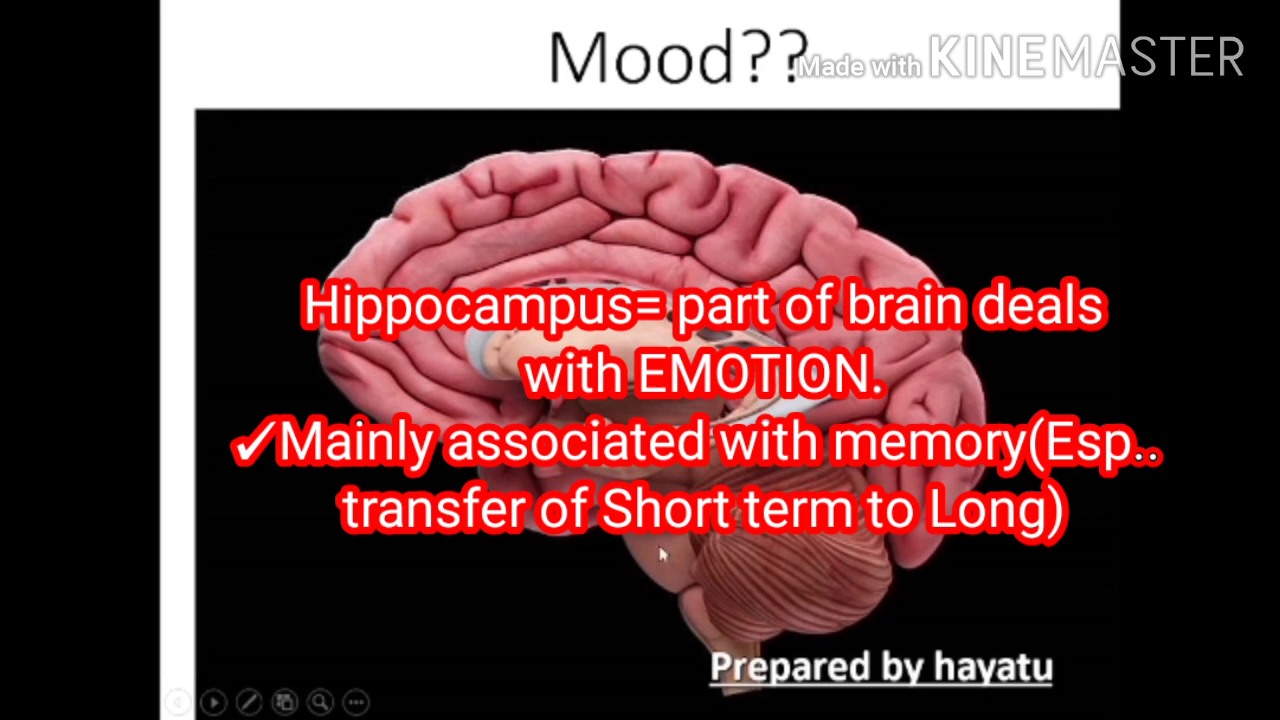 Mood??
Made with KINEMASTER
Hippocampus= part of brain deals
with EMOTION.
✓Mainly associated with memory(Esp..
transfer of Short term to Long)
Prepared by hayatu